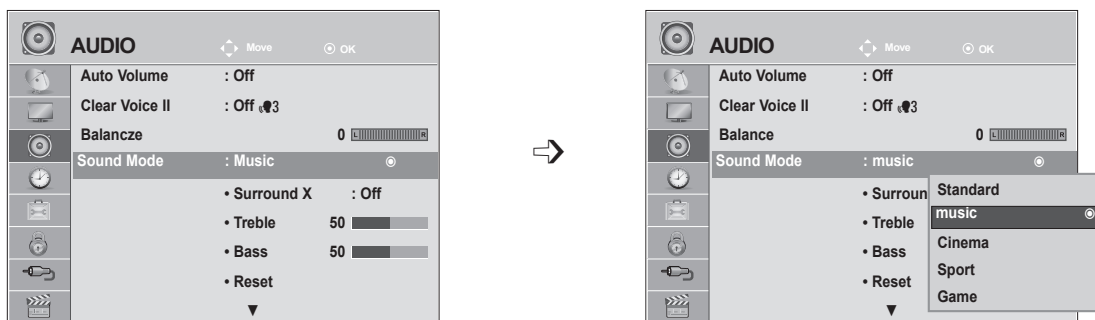 AUDIO Move OK
Auto Volume : Off
Clear Voice II : Off 3
Balancze 0 L R
Sound Mode : Music
• Surround X : Off
• Treble 50
• Bass 50
• Reset
▼
AUDIO Move OK
Auto Volume : Off
Clear Voice II : Off 3
Balance 0 L R
Sound Mode : music
• Surroun
• Treble
• Bass
• Reset
▼
Standard
music
Cinema
Sport
Game